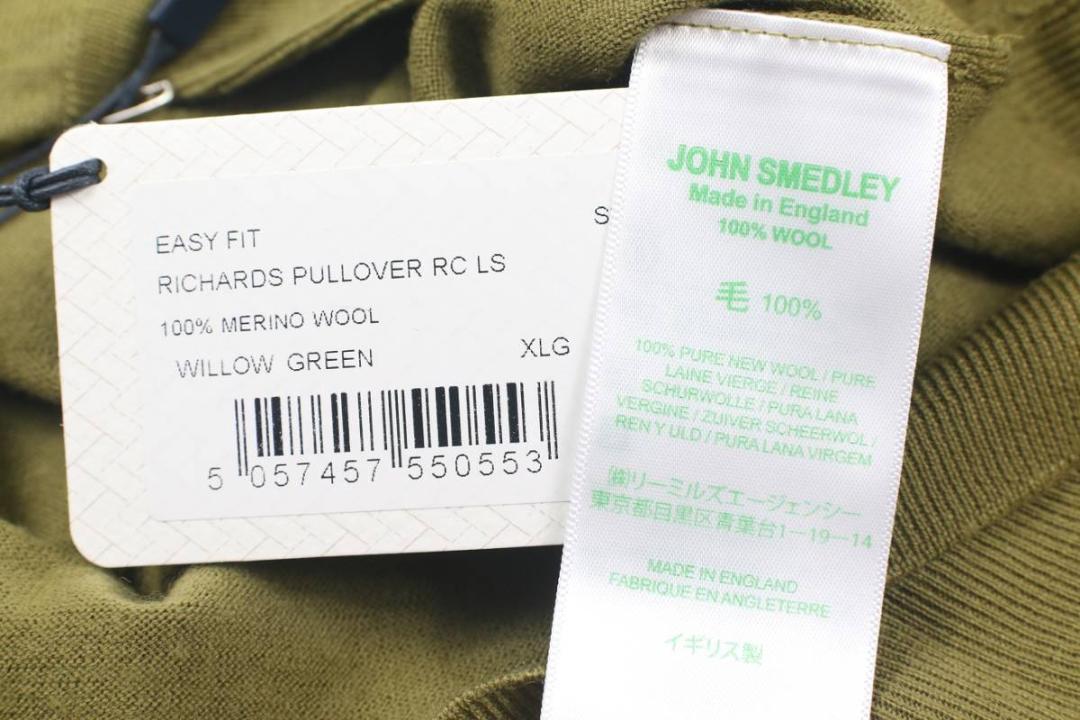 EASY FIT
S
RICHARDS PULLOVER RC LS
100% MERINO WOOL
WILLOW GREEN
XLG
5 057457 550553
JOHN SMEDLEY
Made in England
100% WOOL
毛 100%
100% PURE NEW WOOL / PURE
LAINE VIERGE / REINE
SCHURWOLLE / PURA LANA
VERGINE / ZUIVER SCHEERWOL /
REN Y ULD / PURA LANA VIRGEM
㈱リーミルズエージェンシー
東京都目黒区青葉台1−19−14
MADE IN ENGLAND
FABRIQUE EN ANGLETERRE
イギリス製